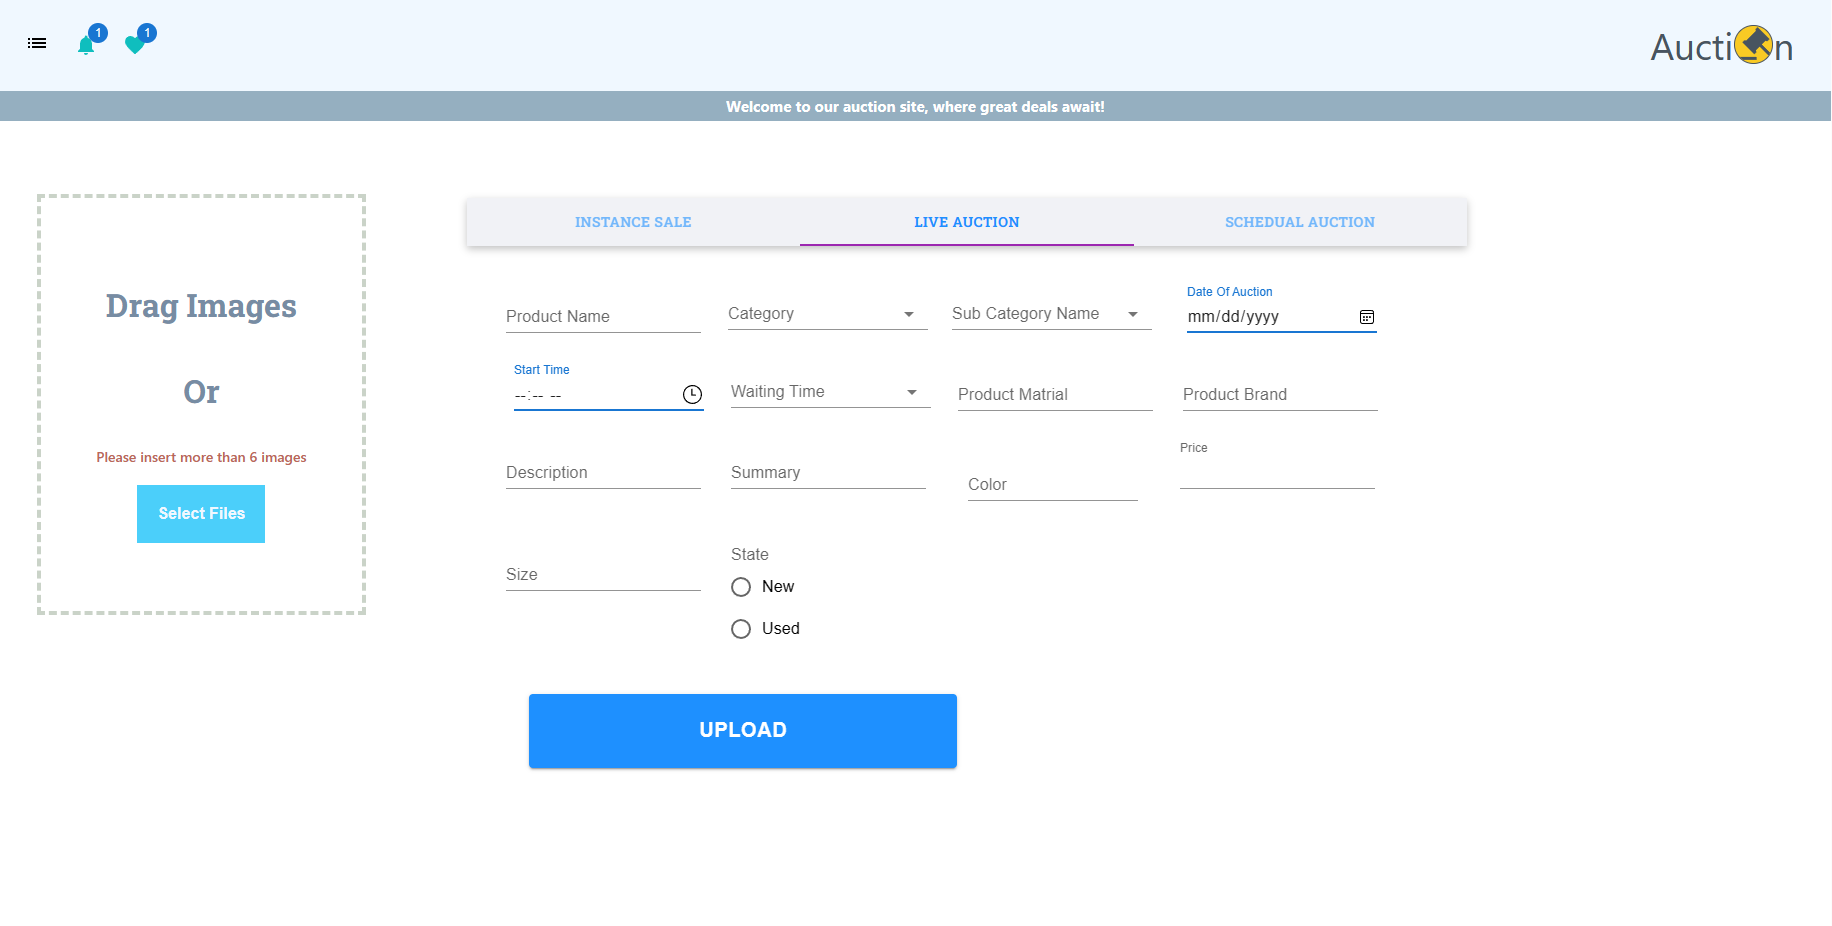 1
1
Auction
Welcome to our auction site, where great deals await!
Drag Images
Or
Please insert more than 6 images
Select Files
INSTANCE SALE
LIVE AUCTION
SCHEDUAL AUCTION
Product Name
Category
Sub Category Name
Date Of Auction
mm/dd/yyyy
Start Time
--:-- --
Waiting Time
Product Matrial
Product Brand
Description
Summary
Color
Price
Size
State
New
Used
UPLOAD